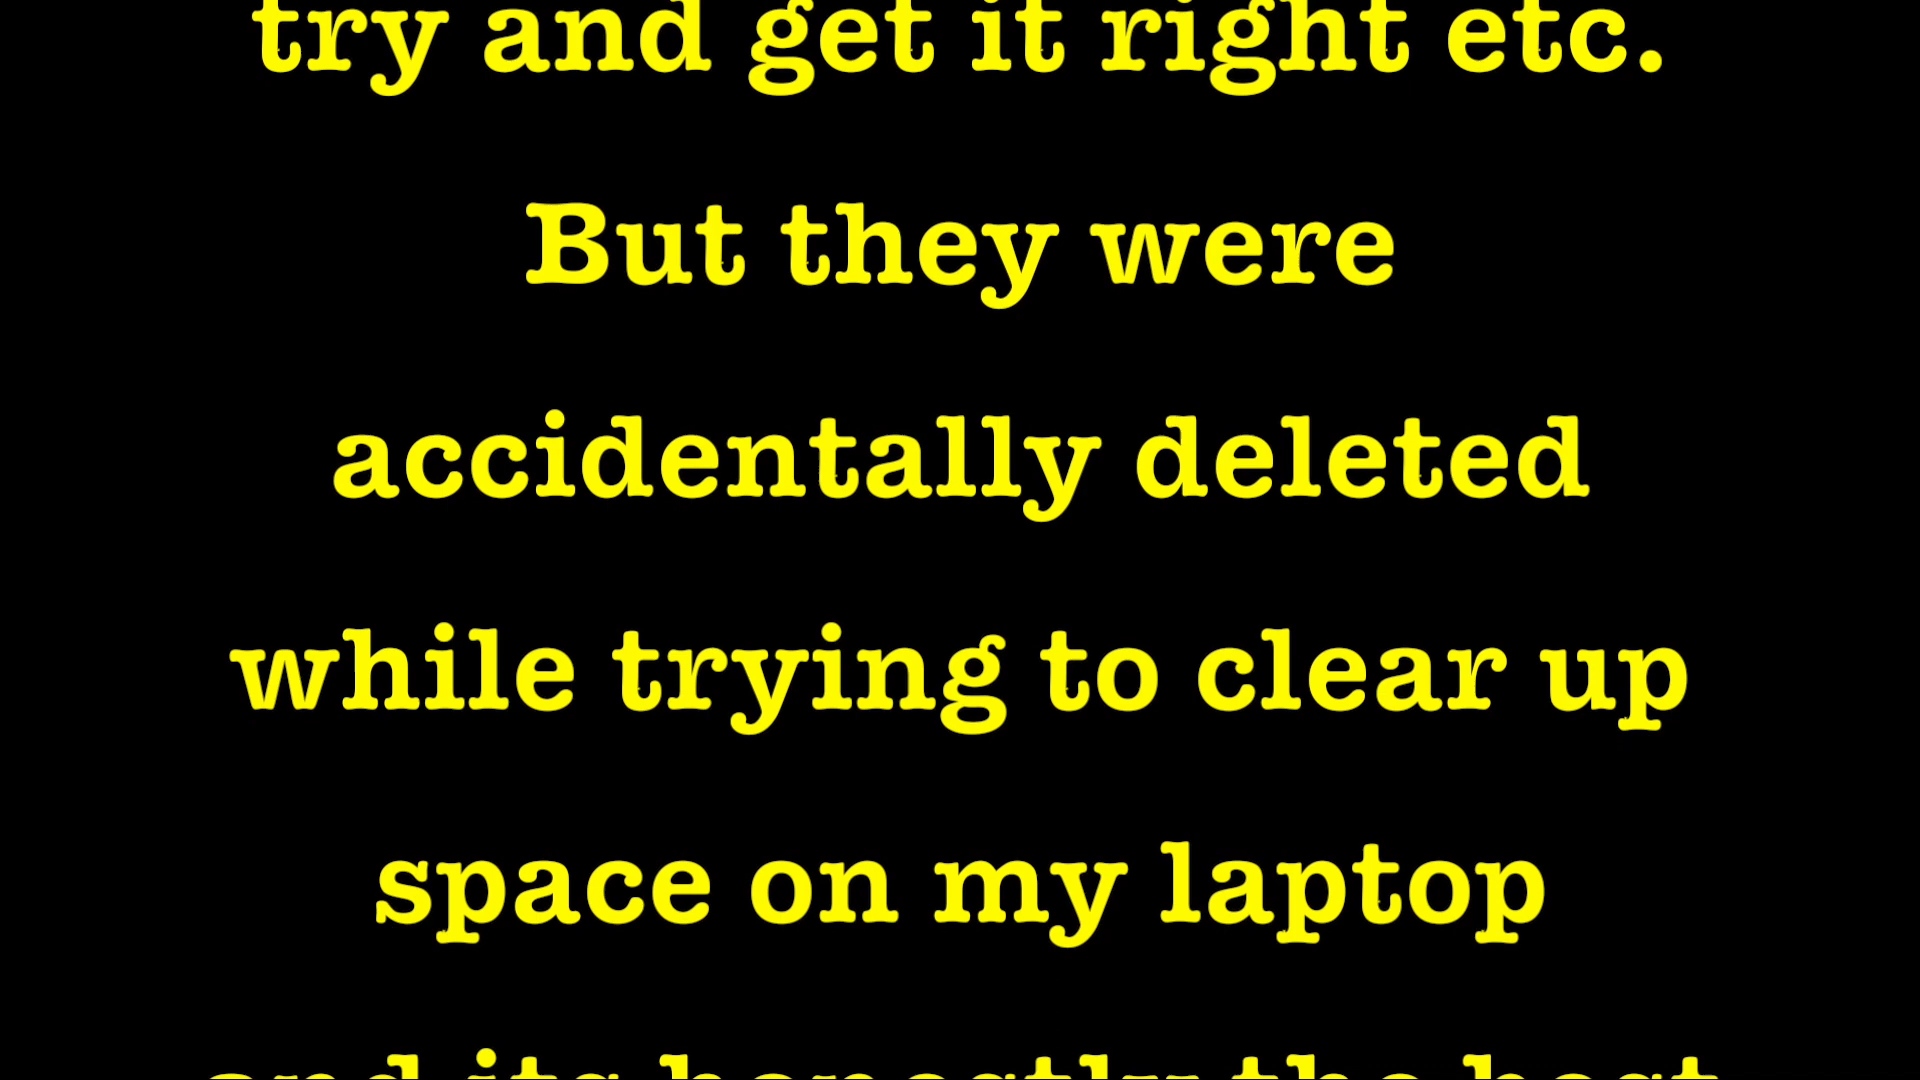 try and get it right etc.
But they were
accidentally deleted
while trying to clear up
space on my laptop
and its honestly the best